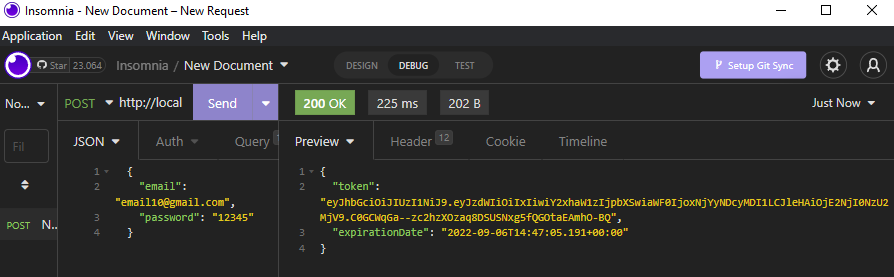 Insomnia - New Document – New Request
Application Edit View Window Tools Help
Star 23.064 Insomnia / New Document DESIGN DEBUG TEST Setup Git Sync
No... POST http://local Send 200 OK 225 ms 202 B Just Now
Fil JSON Auth Query Preview Header 12 Cookie Timeline
1 {
2 "email":
"email10@gmail.com",
3 "password": "12345"
4 }
POST N...
1 {
2 "token":
"eyJhbGciOiJIUzI1NiJ9.eyJzdWIiOiIxIiwiY2xhaW1zIjpbXSwiaWF0IjoxNjYyNDcyMDI1LCJleHAiOjE2NjI0NzU2
MjV9.C0GCWqGa--zc2hzXOzaq8DSUSNxg5fQGOtaEAmhO-BQ",
3 "expirationDate": "2022-09-06T14:47:05.191+00:00"
4 }